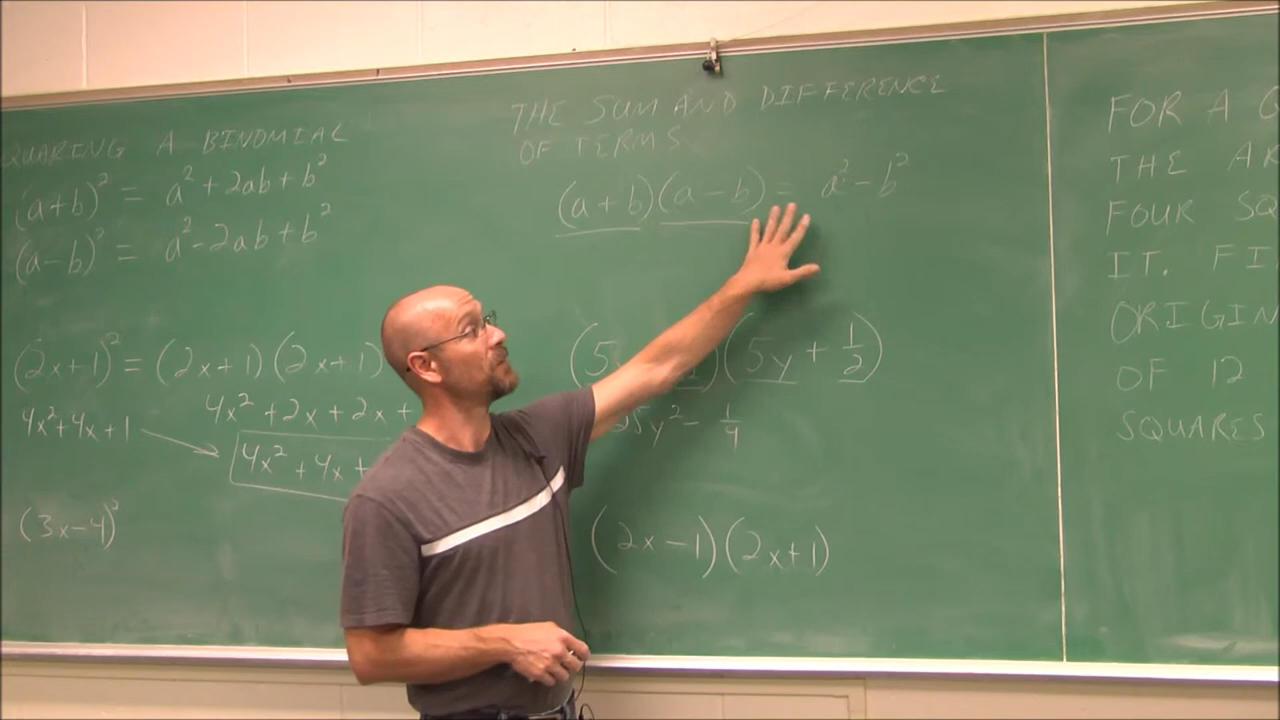 QUARING A BINOMIAL
(a+b)² = a² + 2ab + b²
(a-b)² = a² - 2ab + b²
(2x+1)² = (2x+1)(2x+1)
4x² + 2x + 2x +
4x²+4x+1
4x² + 4x +
(3x-4)²
THE SUM AND DIFFERENCE
OF TERMS
(a+b)(a-b) = a² - b²
(5 )(5y + 1/2)
25y² - 1/4
(2x-1)(2x+1)
FOR A
THE
FOUR SQ
IT. FI
ORIGIN
OF 12
SQUARES